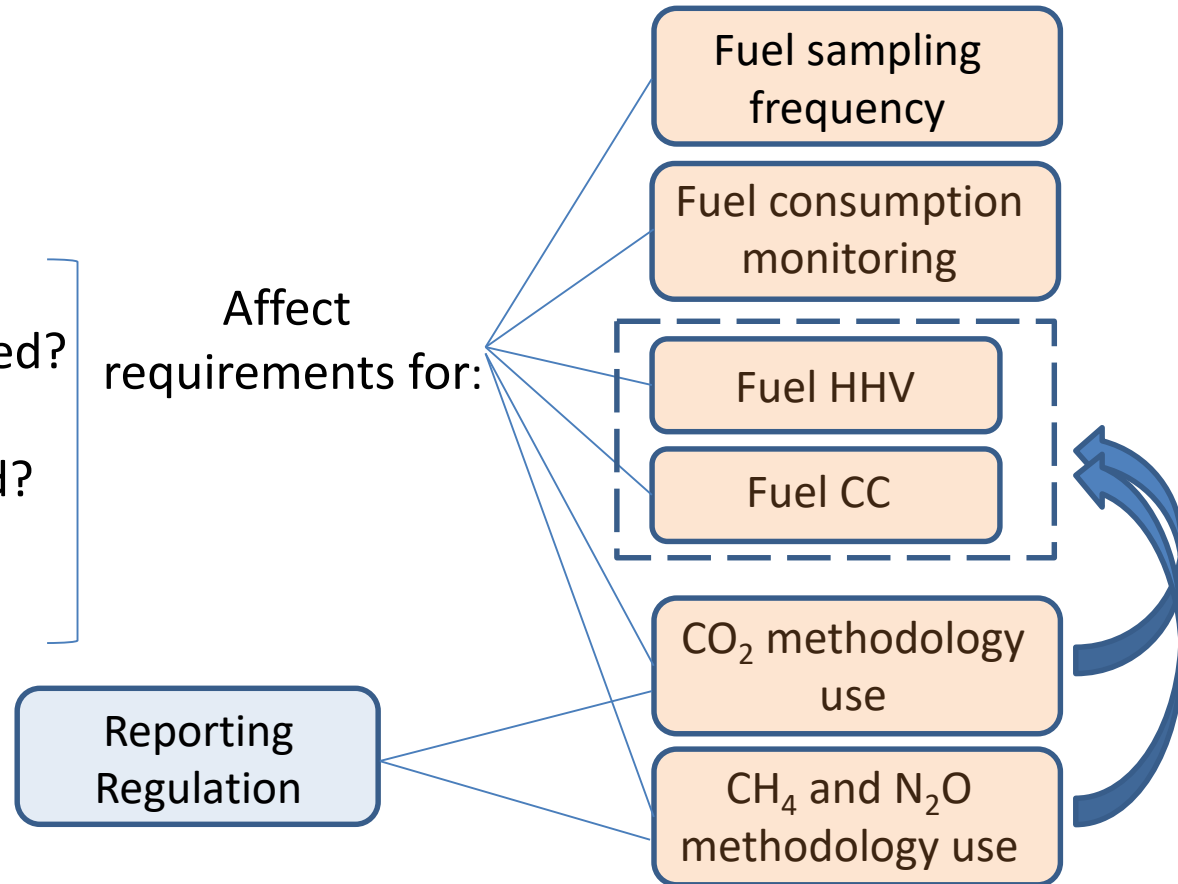 Fuel sampling
frequency
Fuel consumption
monitoring
ed?
d?
Affect
requirements for:
Fuel HHV
Fuel CC
CO₂ methodology
use
Reporting
Regulation
CH₄ and N₂O
methodology use